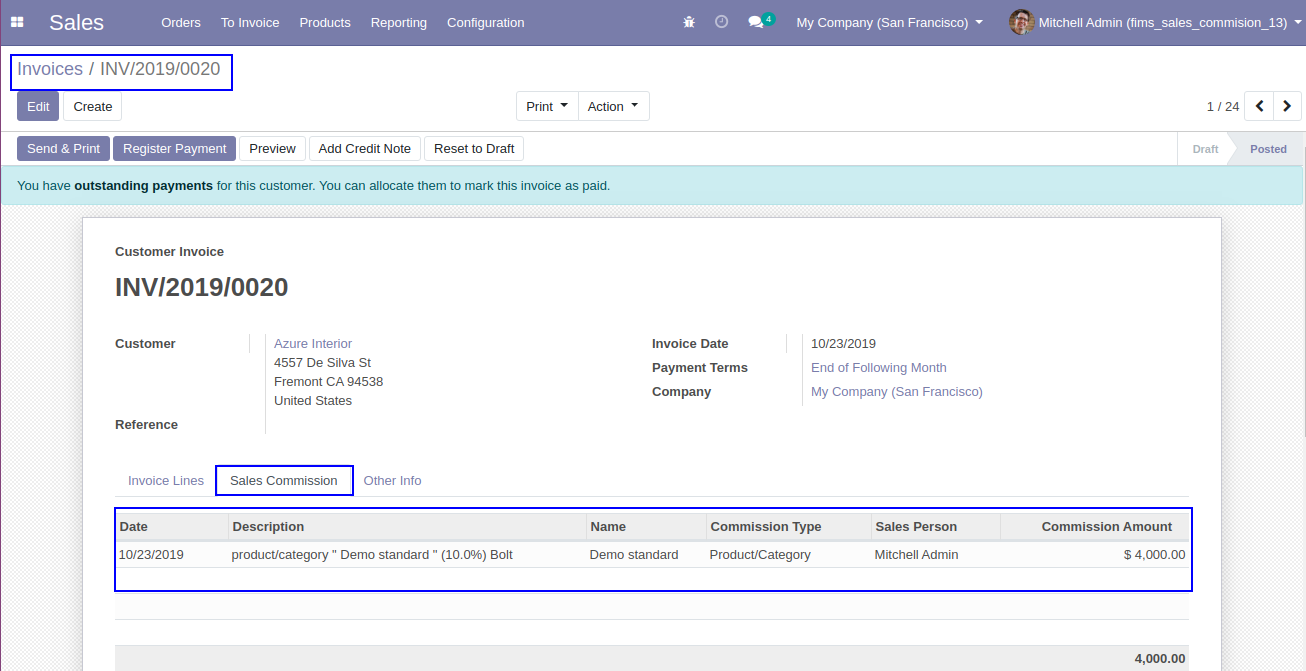 Sales Orders To Invoice Products Reporting Configuration 4 My Company (San Francisco) Mitchell Admin (fims_sales_commision_13)
Invoices / INV/2019/0020
Edit Create Print Action 1 / 24
Send & Print Register Payment Preview Add Credit Note Reset to Draft Draft Posted
You have outstanding payments for this customer. You can allocate them to mark this invoice as paid.
Customer Invoice
INV/2019/0020
Customer Azure Interior Invoice Date 10/23/2019
4557 De Silva St
Payment Terms End of Following Month
Fremont CA 94538
Company My Company (San Francisco)
United States
Reference
Invoice Lines Sales Commission Other Info
Date Description Name Commission Type Sales Person Commission Amount
10/23/2019 product/category " Demo standard " (10.0%) Bolt Demo standard Product/Category Mitchell Admin $ 4,000.00
4,000.00